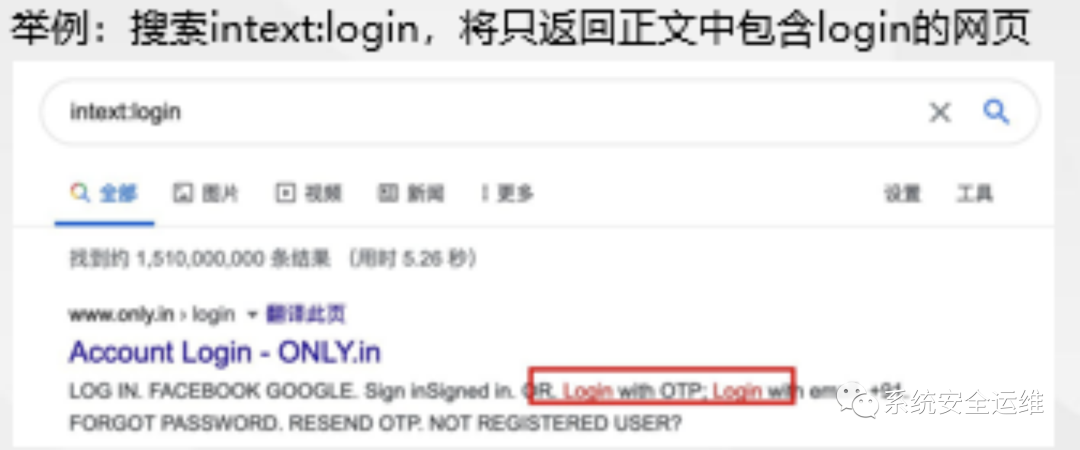 举例：搜索intext:login，将只返回正文中包含login的网页
intext:login
全部 图片 视频 新闻 更多 设置 工具
找到约 1,510,000,000 条结果 （用时 5.26 秒）
www.only.in › login 翻译此页
Account Login - ONLY.in
LOG IN. FACEBOOK GOOGLE. Sign inSigned in. OR. Login with OTP; Login with +91.
系统安全运维
FORGOT PASSWORD. RESEND OTP. NOT REGISTERED USER?